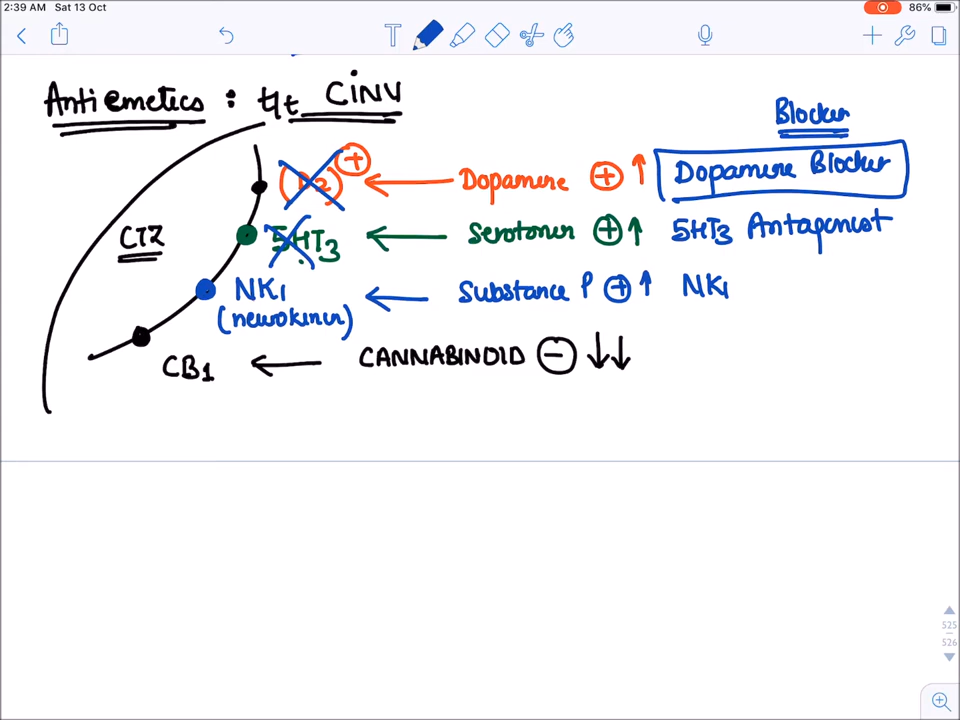 2:39 AM Sat 13 Oct 86%
T
Antiemetics : CINV
Blocker
(D2) + ← Dopamine + ↑ Dopamine Blocker
CTZ 5HT3 ← Serotonin + ↑ 5HT3 Antagonist
NK1 ← Substance P + ↑ NK1
(neurokinin)
CB1 ← CANNABINOID − ↓↓
525
526